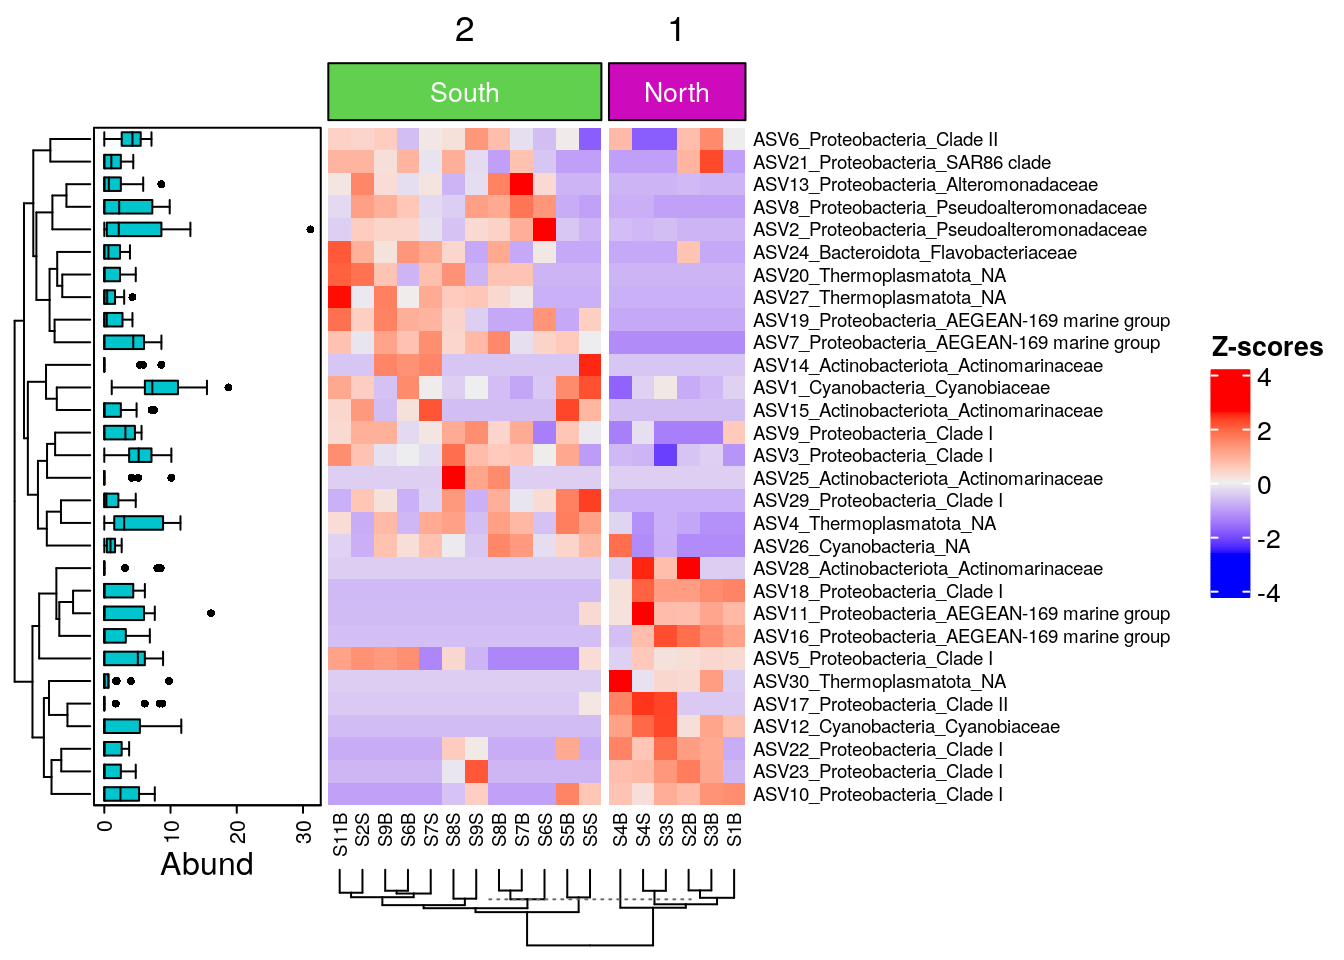 2 1
South North
ASV6_Proteobacteria_Clade II
ASV21_Proteobacteria_SAR86 clade
ASV13_Proteobacteria_Alteromonadaceae
ASV8_Proteobacteria_Pseudoalteromonadaceae
ASV2_Proteobacteria_Pseudoalteromonadaceae
ASV24_Bacteroidota_Flavobacteriaceae
ASV20_Thermoplasmatota_NA
ASV27_Thermoplasmatota_NA
ASV19_Proteobacteria_AEGEAN-169 marine group
ASV7_Proteobacteria_AEGEAN-169 marine group
ASV14_Actinobacteriota_Actinomarinaceae
ASV1_Cyanobacteria_Cyanobiaceae
ASV15_Actinobacteriota_Actinomarinaceae
ASV9_Proteobacteria_Clade I
ASV3_Proteobacteria_Clade I
ASV25_Actinobacteriota_Actinomarinaceae
ASV29_Proteobacteria_Clade I
ASV4_Thermoplasmatota_NA
ASV26_Cyanobacteria_NA
ASV28_Actinobacteriota_Actinomarinaceae
ASV18_Proteobacteria_Clade I
ASV11_Proteobacteria_AEGEAN-169 marine group
ASV16_Proteobacteria_AEGEAN-169 marine group
ASV5_Proteobacteria_Clade I
ASV30_Thermoplasmatota_NA
ASV17_Proteobacteria_Clade II
ASV12_Cyanobacteria_Cyanobiaceae
ASV22_Proteobacteria_Clade I
ASV23_Proteobacteria_Clade I
ASV10_Proteobacteria_Clade I
Z-scores
4
2
0
-2
-4
0 10 20 30
Abund
S11B S2S S9B S6B S7S S8S S9S S8B S7B S6S S5B S5S S4B S4S S3S S2B S3B S1B